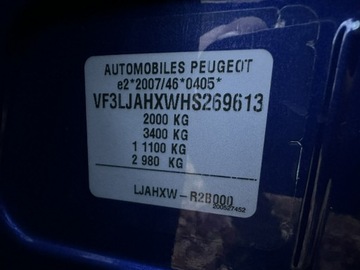 AUTOMOBILES PEUGEOT
e2*2007/46*0405*
VF3LJAHXWHS269613
2000 KG
3400 KG
1 1100 KG
2 980 KG
LJAHXW-R2B000
200527452